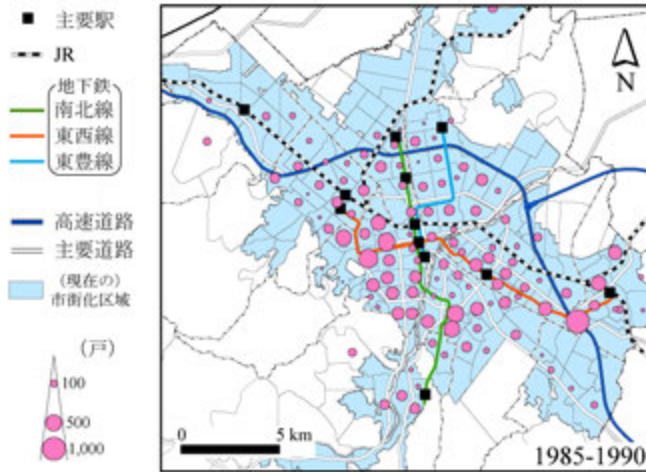 主要駅
JR
地下鉄
南北線
東西線
東豊線
高速道路
主要道路
(現在の)
市街化区域
(戸)
100
500
1,000
N
5 km
0
1985-1990